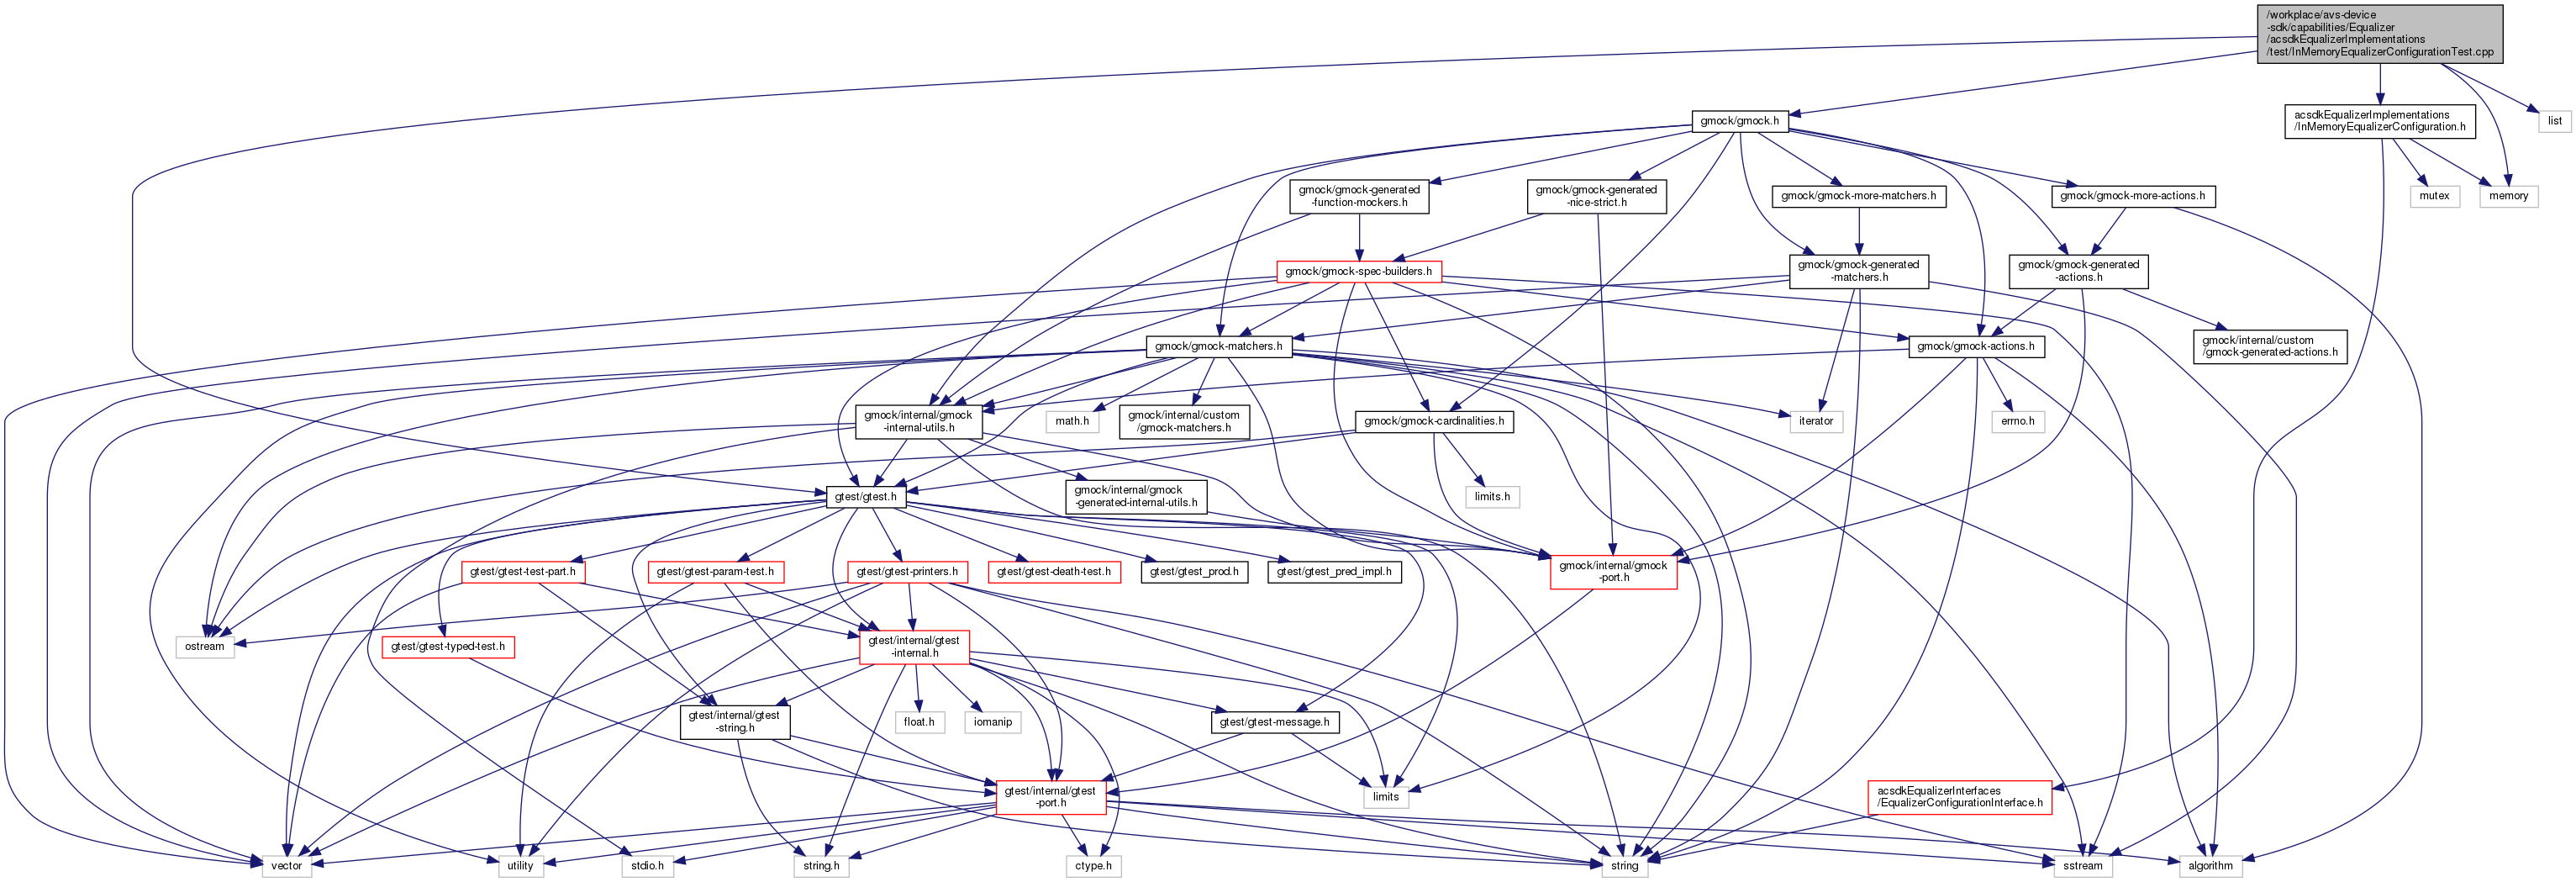 /workplace/avs-device
-sdk/capabilities/Equalizer
/acsdkEqualizerImplementations
/test/InMemoryEqualizerConfigurationTest.cpp
gmock/gmock.h
acsdkEqualizerImplementations
/InMemoryEqualizerConfiguration.h
list
gmock/gmock-generated
-function-mockers.h
gmock/gmock-generated
-nice-strict.h
gmock/gmock-more-matchers.h
gmock/gmock-more-actions.h
mutex
memory
gmock/gmock-spec-builders.h
gmock/gmock-generated
-matchers.h
gmock/gmock-generated
-actions.h
gmock/gmock-matchers.h
gmock/gmock-actions.h
gmock/internal/custom
/gmock-generated-actions.h
gmock/internal/gmock
-internal-utils.h
math.h
gmock/internal/custom
/gmock-matchers.h
gmock/gmock-cardinalities.h
iterator
errno.h
gtest/gtest.h
gmock/internal/gmock
-generated-internal-utils.h
limits.h
gtest/gtest-test-part.h
gtest/gtest-param-test.h
gtest/gtest-printers.h
gtest/gtest-death-test.h
gtest/gtest_prod.h
gtest/gtest_pred_impl.h
gmock/internal/gmock
-port.h
ostream
gtest/gtest-typed-test.h
gtest/internal/gtest
-internal.h
gtest/internal/gtest
-string.h
float.h
iomanip
gtest/gtest-message.h
gtest/internal/gtest
-port.h
limits
acsdkEqualizerInterfaces
/EqualizerConfigurationInterface.h
vector
utility
stdio.h
string.h
ctype.h
string
sstream
algorithm